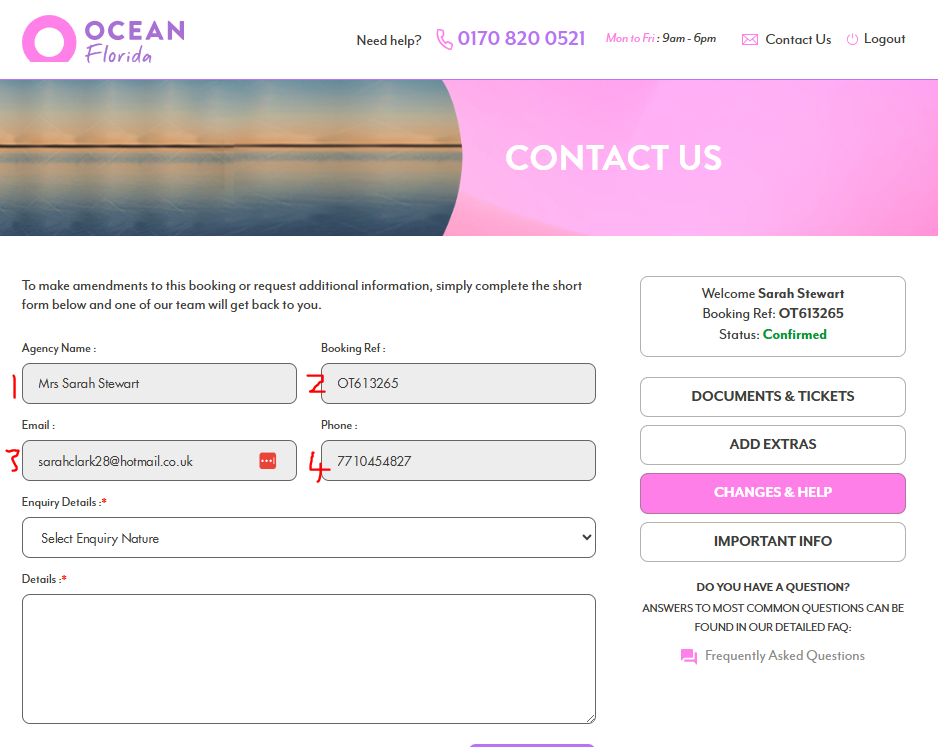 OCEAN
Florida
Need help? 0170 820 0521 Mon to Fri : 9am - 6pm Contact Us Logout
CONTACT US
To make amendments to this booking or request additional information, simply complete the short
form below and one of our team will get back to you.
Agency Name : Booking Ref :
1 Mrs Sarah Stewart 2 OT613265
Email : Phone :
3 sarahclark28@hotmail.co.uk 4 7710454827
Enquiry Details :*
Select Enquiry Nature
Details :*
Welcome Sarah Stewart
Booking Ref: OT613265
Status: Confirmed
DOCUMENTS & TICKETS
ADD EXTRAS
CHANGES & HELP
IMPORTANT INFO
DO YOU HAVE A QUESTION?
ANSWERS TO MOST COMMON QUESTIONS CAN BE
FOUND IN OUR DETAILED FAQ:
Frequently Asked Questions